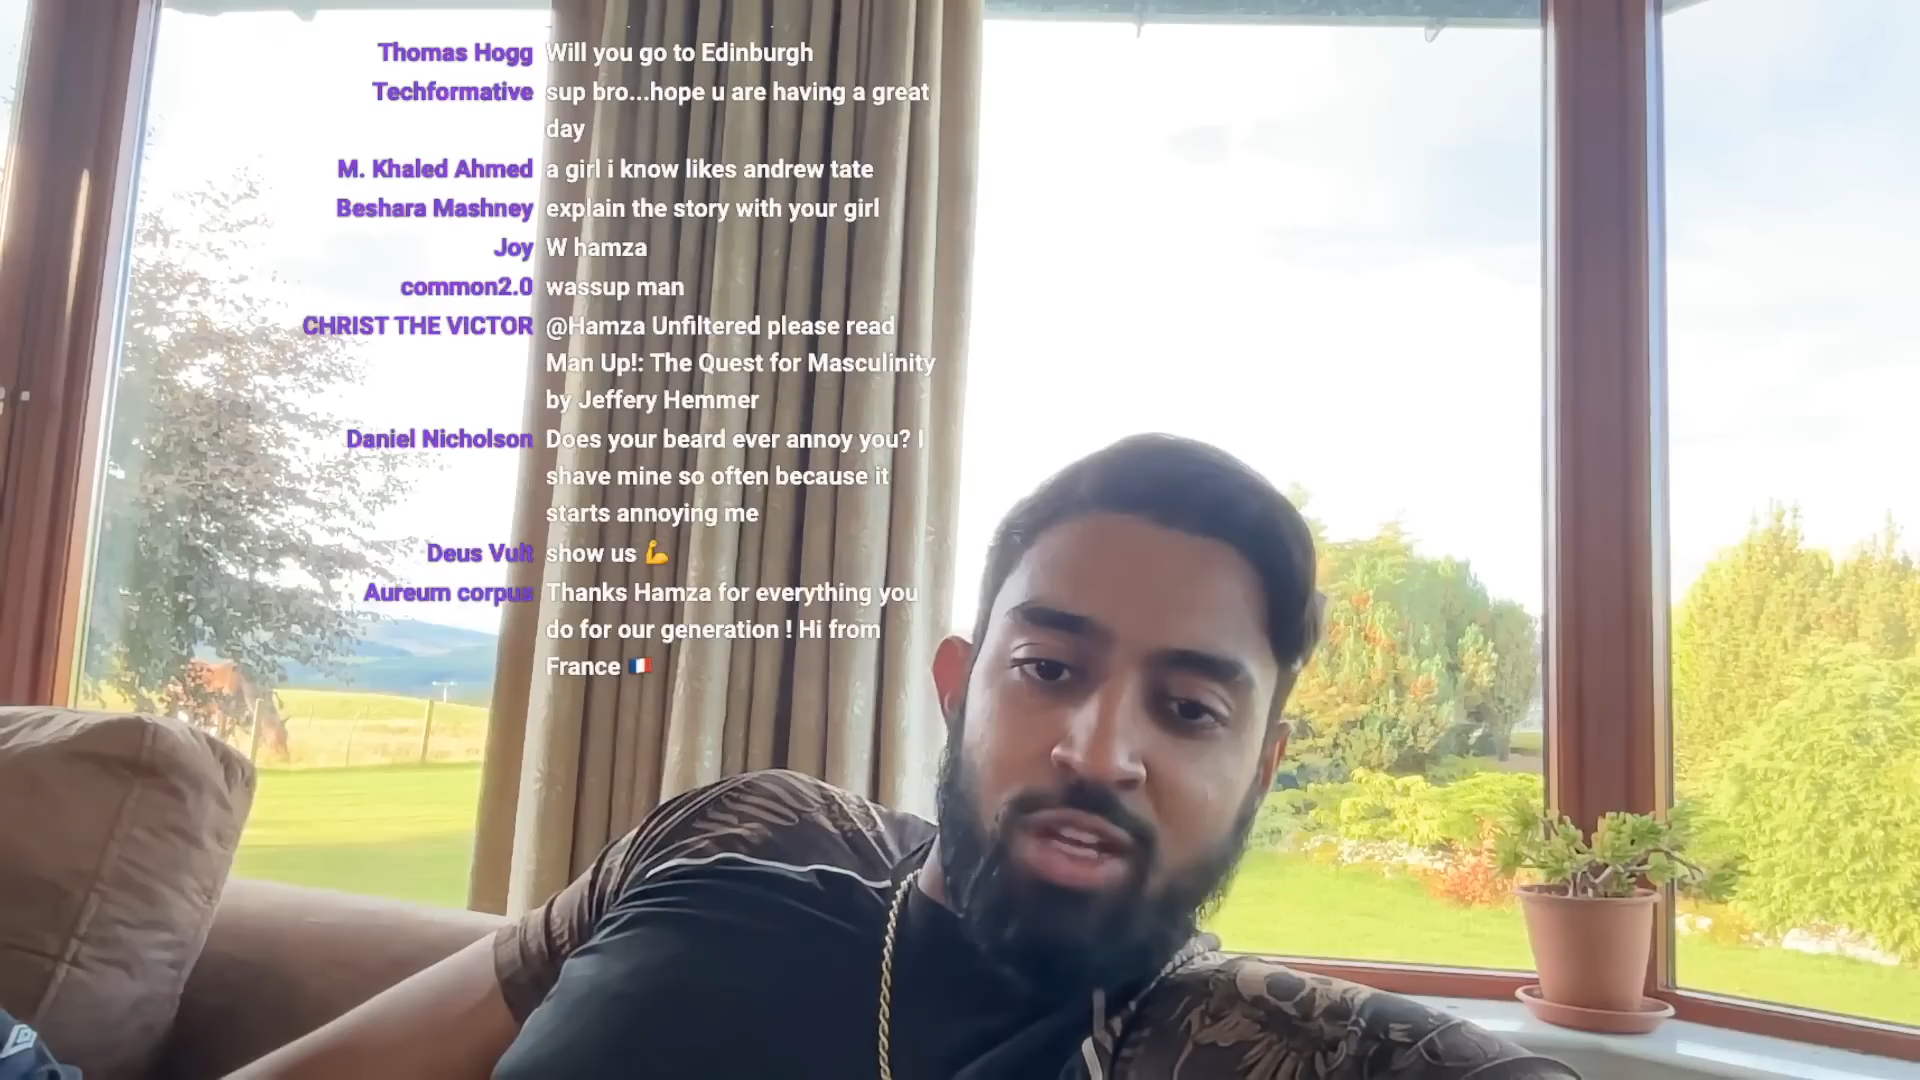 Thomas Hogg Will you go to Edinburgh
Techformative sup bro...hope u are having a great
day
M. Khaled Ahmed a girl i know likes andrew tate
Beshara Mashney explain the story with your girl
Joy W hamza
common2.0 wassup man
CHRIST THE VICTOR @Hamza Unfiltered please read
Man Up!: The Quest for Masculinity
by Jeffery Hemmer
Daniel Nicholson Does your beard ever annoy you? I
shave mine so often because it
starts annoying me
Deus Vult show us 💪
Aureum corpus Thanks Hamza for everything you
do for our generation ! Hi from
France 🇫🇷